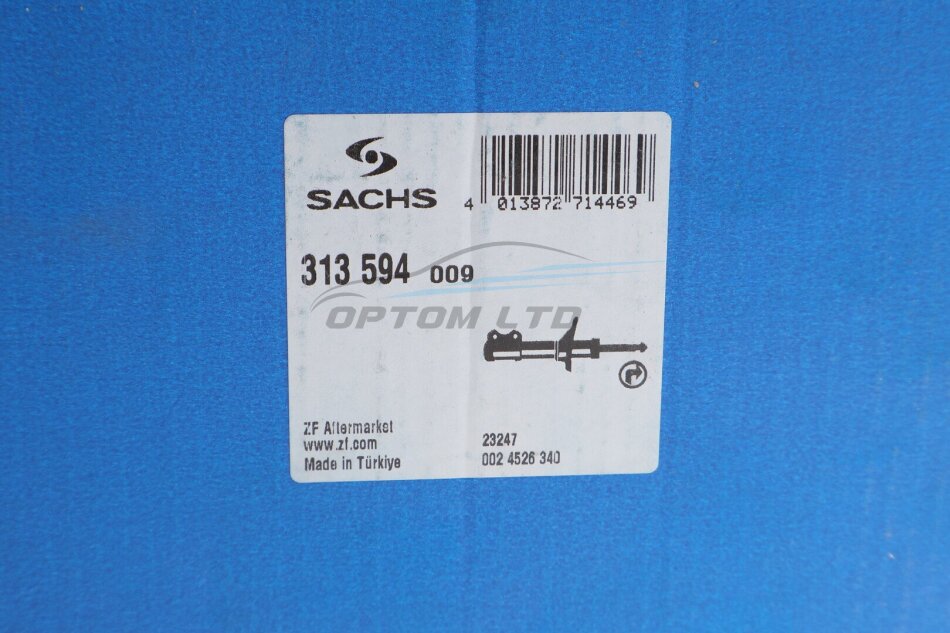 SACHS
4 013872 714469
313 594 009
OPTOM LTD
ZF Aftermarket
www.zf.com
Made in Türkiye
23247
002 4526 340